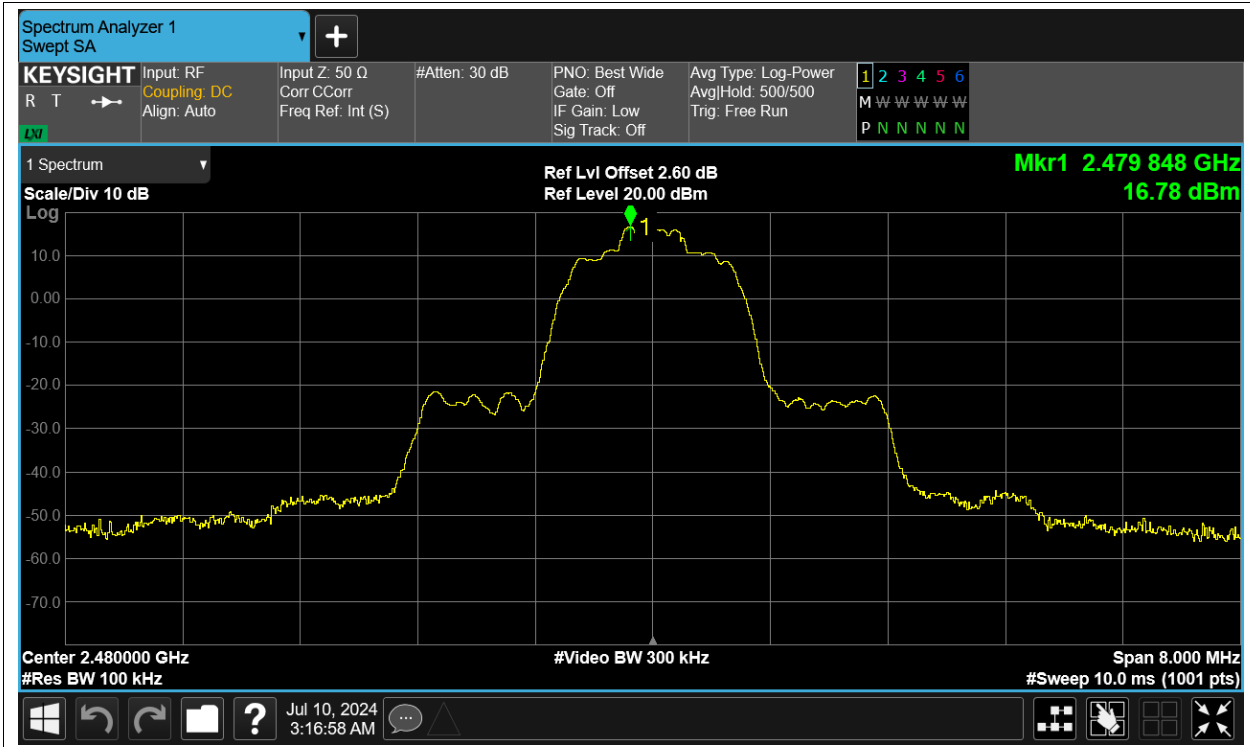 Spectrum Analyzer 1
Swept SA
KEYSIGHT
R T
LXI
Input: RF
Coupling: DC
Align: Auto
Input Z: 50 Ω
Corr CCorr
Freq Ref: Int (S)
#Atten: 30 dB
PNO: Best Wide
Gate: Off
IF Gain: Low
Sig Track: Off
Avg Type: Log-Power
Avg|Hold: 500/500
Trig: Free Run
1 2 3 4 5 6
M W W W W W
P N N N N N
1 Spectrum
Scale/Div 10 dB
Ref Lvl Offset 2.60 dB
Ref Level 20.00 dBm
Mkr1 2.479 848 GHz
16.78 dBm
Log
1
10.0
0.00
-10.0
-20.0
-30.0
-40.0
-50.0
-60.0
-70.0
Center 2.480000 GHz
#Video BW 300 kHz
Span 8.000 MHz
#Res BW 100 kHz
#Sweep 10.0 ms (1001 pts)
?
Jul 10, 2024
3:16:58 AM